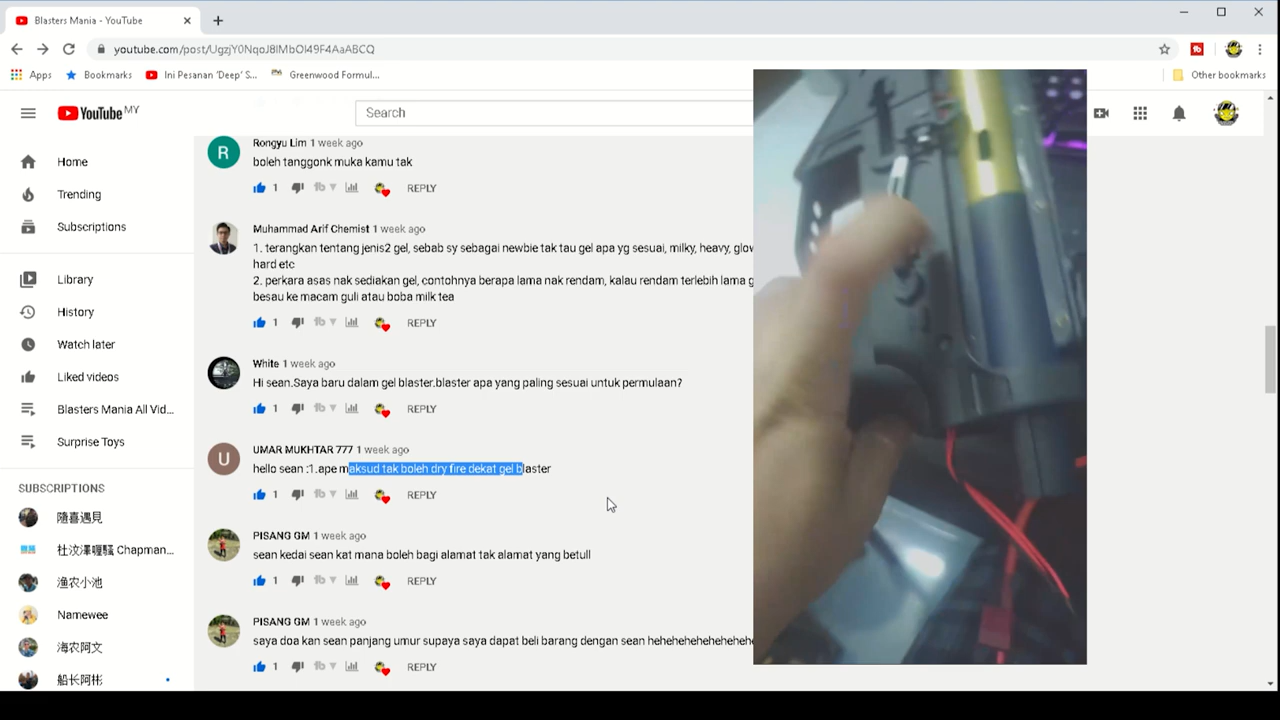 Blasters Mania - YouTube
youtube.com/post/UgzjY0NqoJ8lMbOl49F4AaABCQ
Apps
Bookmarks
Ini Pesanan 'Deep' S...
Greenwood Formul...
Other bookmarks
YouTube MY
Search
Home
Trending
Subscriptions
Library
History
Watch later
Liked videos
Blasters Mania All Vid...
Surprise Toys
SUBSCRIPTIONS
隨喜遇見
杜汶澤喱騷 Chapman...
渔农小池
Namewee
海农阿文
船长阿彬
R
Rongyu Lim 1 week ago
boleh tanggonk muka kamu tak
1 REPLY
Muhammad Arif Chemist 1 week ago
1. terangkan tentang jenis2 gel, sebab sy sebagai newbie tak tau gel apa yg sesuai, milky, heavy, glow
hard etc
2. perkara asas nak sediakan gel, contohnya berapa lama nak rendam, kalau rendam terlebih lama g
besau ke macam guli atau boba milk tea
1 REPLY
White 1 week ago
Hi sean.Saya baru dalam gel blaster.blaster apa yang paling sesuai untuk permulaan?
1 REPLY
U
UMAR MUKHTAR 777 1 week ago
hello sean :1.ape maksud tak boleh dry fire dekat gel blaster
1 REPLY
PISANG GM 1 week ago
sean kedai sean kat mana boleh bagi alamat tak alamat yang betull
1 REPLY
PISANG GM 1 week ago
saya doa kan sean panjang umur supaya saya dapat beli barang dengan sean hehehehehehehehehe
1 REPLY